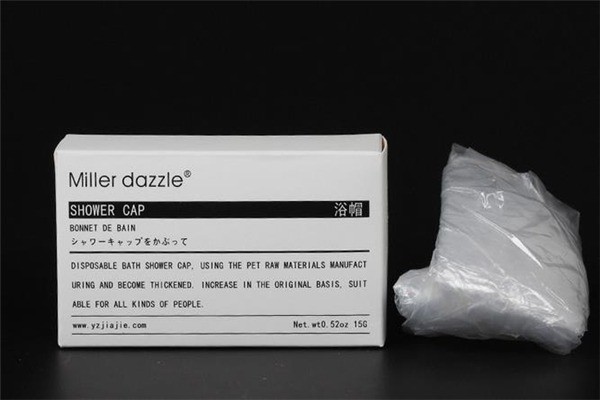 Miller dazzle®
SHOWER CAP 浴帽
BONNET DE BAIN
シャワーキャップをかぶって
DISPOSABLE BATH SHOWER CAP, USING THE PET RAW MATERIALS MANUFACT
URING AND BECOME THICKENED. INCREASE IN THE ORIGINAL BASIS, SUIT
ABLE FOR ALL KINDS OF PEOPLE.
www.yzjiajie.com Net.wt0.52oz 15G